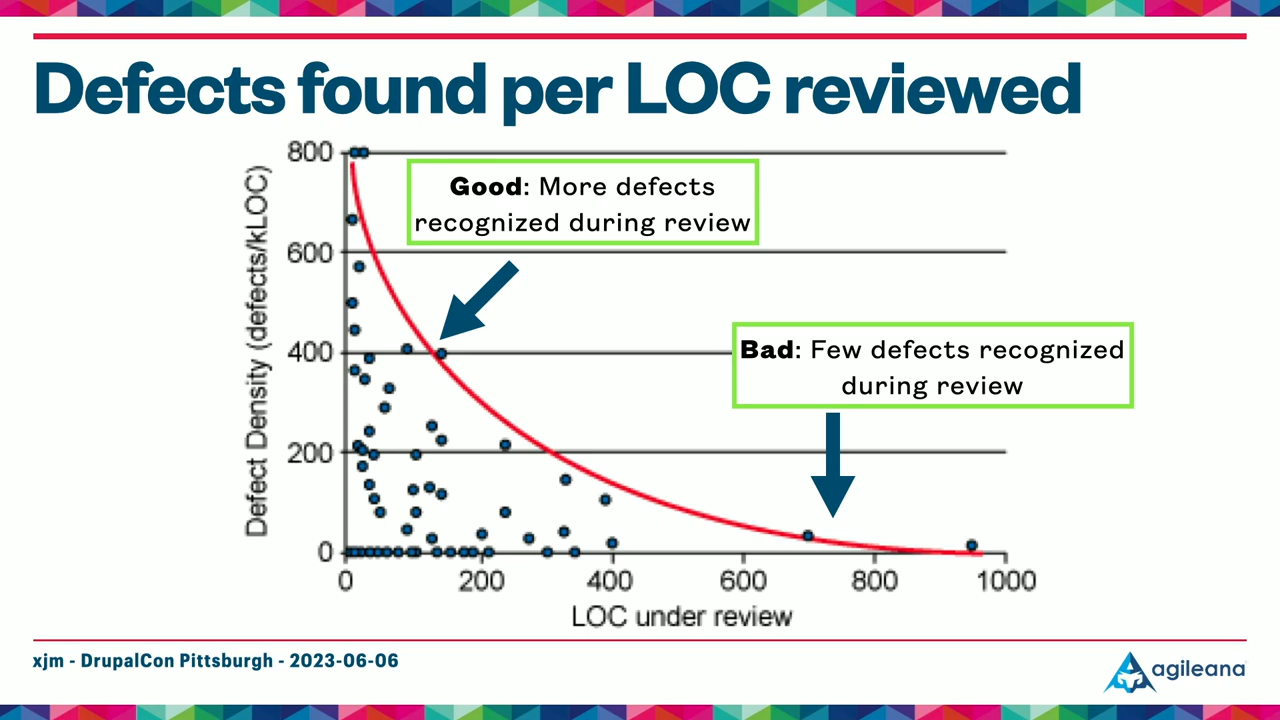 Defects found per LOC reviewed
Defect Density (defects/kLOC)
800
600
400
200
0
Good: More defects
recognized during review
Bad: Few defects recognized
during review
0 200 400 600 800 1000
LOC under review
xjm - DrupalCon Pittsburgh - 2023-06-06
agileana